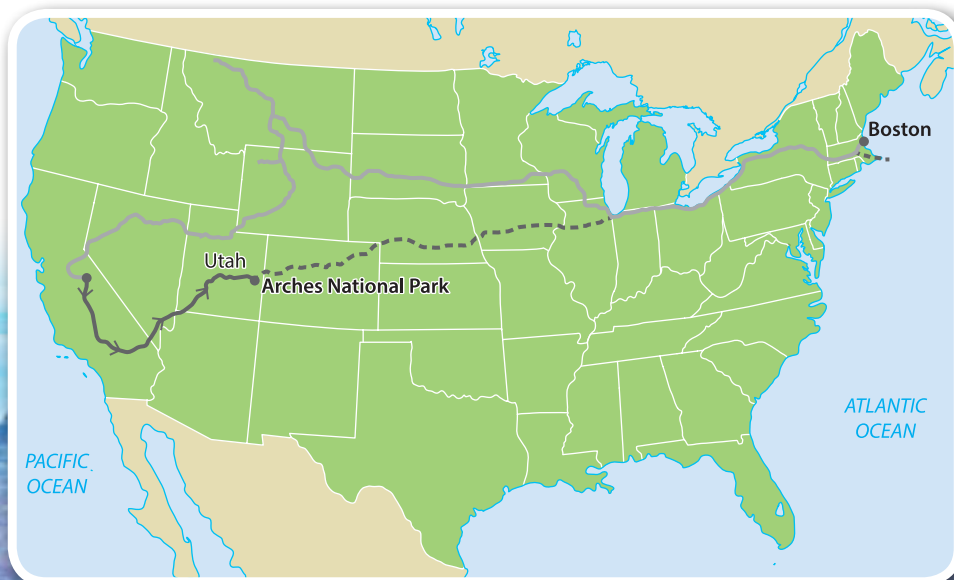 Boston
Utah
Arches National Park
ATLANTIC
OCEAN
PACIFIC
OCEAN